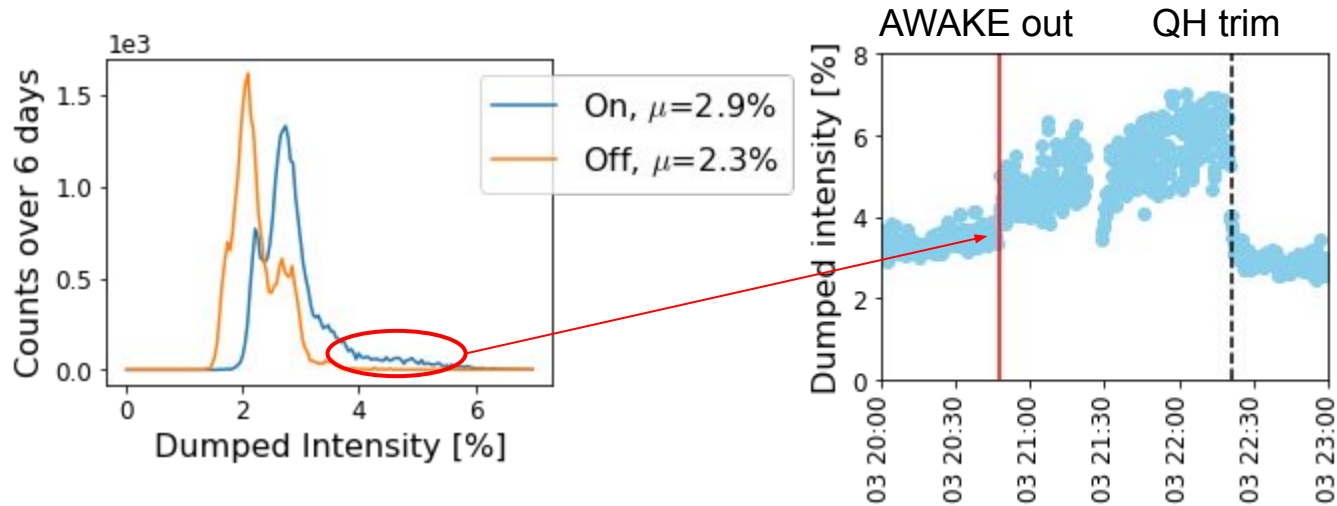 1e3
Counts over 6 days
1.5
1.0
0.5
0.0
0 2 4 6
Dumped Intensity [%]
On, μ=2.9%
Off, μ=2.3%
AWAKE out QH trim
Dumped intensity [%]
8
6
4
2
0
03 20:00
03 20:30
03 21:00
03 21:30
03 22:00
03 22:30
03 23:00